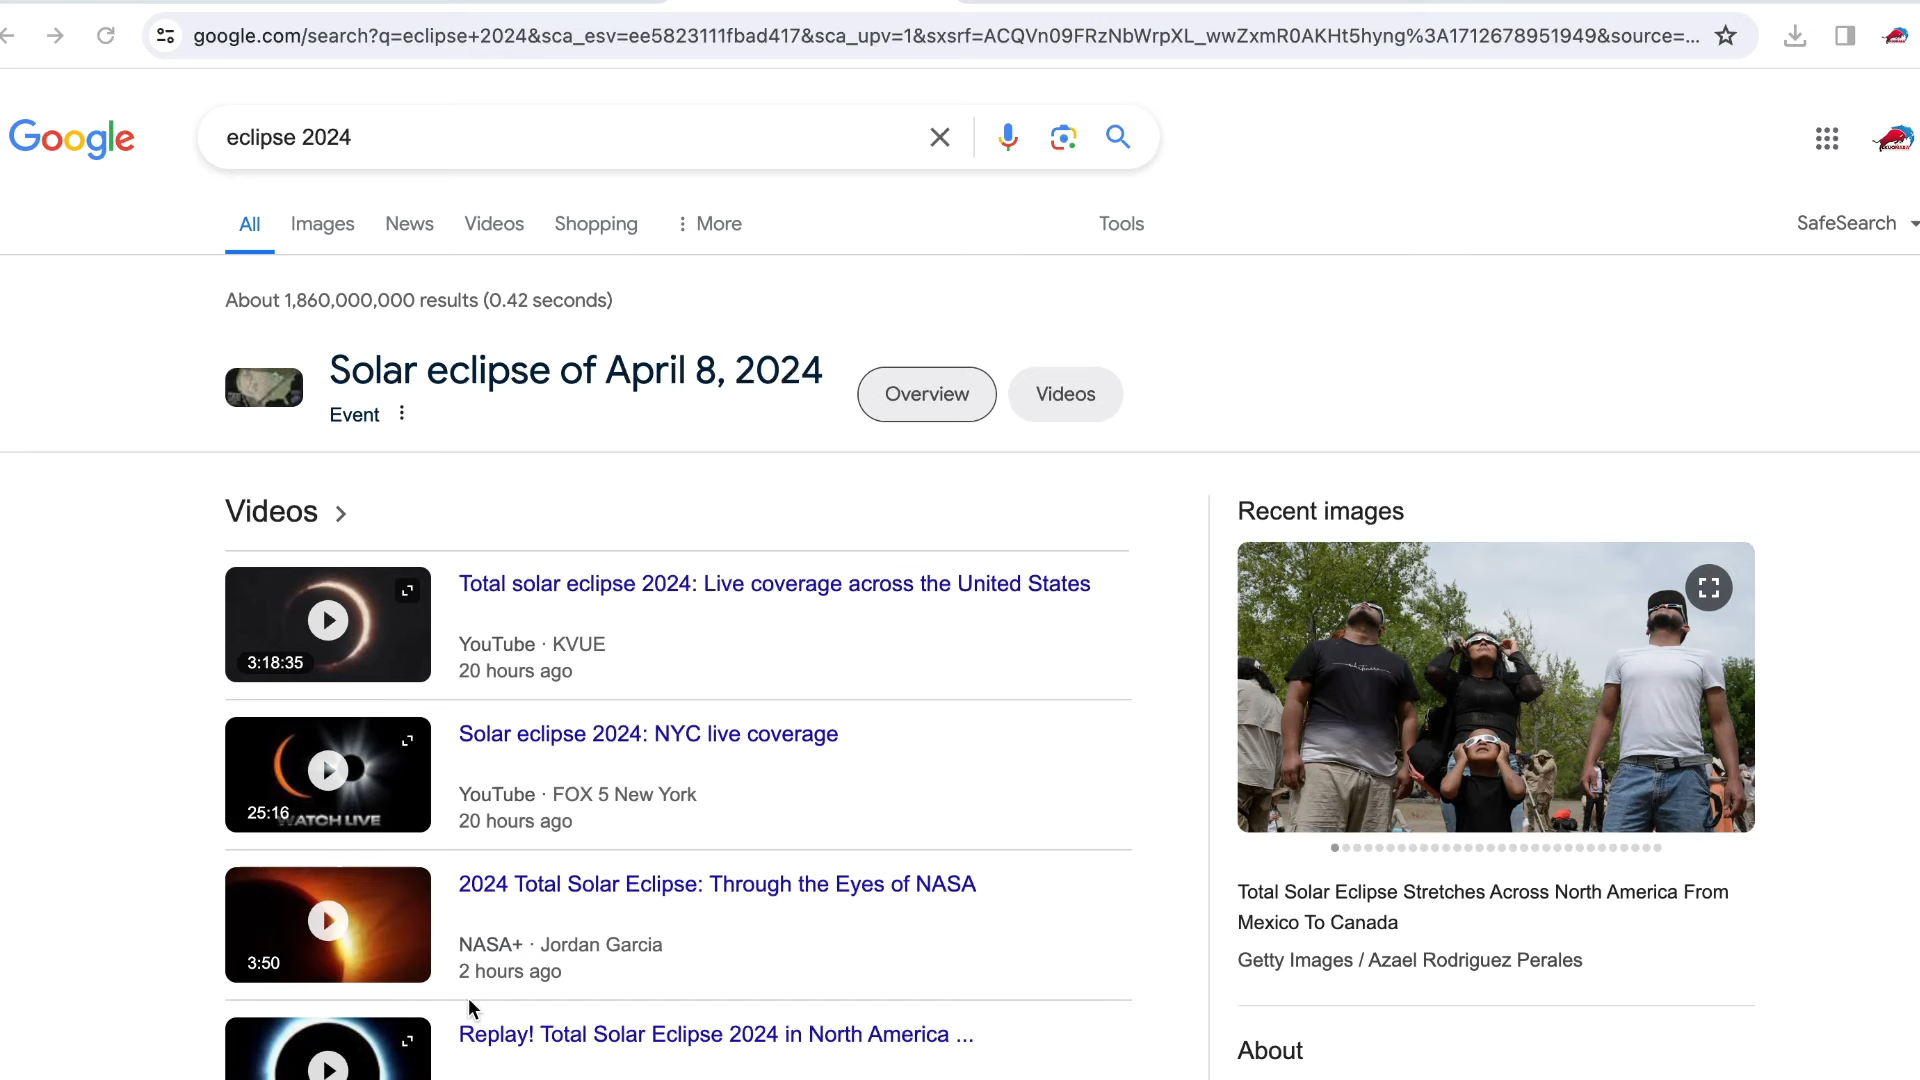 google.com/search?q=eclipse+2024&sca_esv=ee5823111fbad417&sca_upv=1&sxsrf=ACQVn09FRzNbWrpXL_wwZxmR0AKHt5hyng%3A1712678951949&source=...
Google
eclipse 2024
All Images News Videos Shopping More Tools SafeSearch
About 1,860,000,000 results (0.42 seconds)
Solar eclipse of April 8, 2024
Event
Overview Videos
Videos
Total solar eclipse 2024: Live coverage across the United States
YouTube · KVUE
20 hours ago
3:18:35
Solar eclipse 2024: NYC live coverage
YouTube · FOX 5 New York
20 hours ago
25:16
WATCH LIVE
2024 Total Solar Eclipse: Through the Eyes of NASA
NASA+ · Jordan Garcia
2 hours ago
3:50
Replay! Total Solar Eclipse 2024 in North America ...
Recent images
Total Solar Eclipse Stretches Across North America From
Mexico To Canada
Getty Images / Azael Rodriguez Perales
About